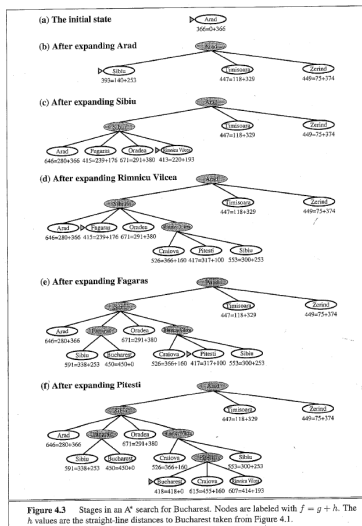 (a) The initial state
Arad
366=0+366
(b) After expanding Arad
Arad
Sibiu
Timisoara
Zerind
393=140+253
447=118+329
449=75+374
(c) After expanding Sibiu
Arad
Sibiu
Timisoara
Zerind
447=118+329
449=75+374
Arad
Fagaras
Oradea
Rimnicu Vilcea
646=280+366 415=239+176 671=291+380 413=220+193
(d) After expanding Rimnicu Vilcea
Arad
Sibiu
Timisoara
Zerind
447=118+329
449=75+374
Arad
Fagaras
Oradea
Rimnicu Vilcea
646=280+366 415=239+176 671=291+380
Craiova
Pitesti
Sibiu
526=366+160 417=317+100 553=300+253
(e) After expanding Fagaras
Arad
Sibiu
Timisoara
Zerind
447=118+329
449=75+374
Arad
Fagaras
Oradea
Rimnicu Vilcea
646=280+366
671=291+380
Sibiu
Bucharest
Craiova
Pitesti
Sibiu
591=338+253 450=450+0 526=366+160 417=317+100 553=300+253
(f) After expanding Pitesti
Arad
Sibiu
Timisoara
Zerind
447=118+329
449=75+374
Arad
Fagaras
Oradea
Rimnicu Vilcea
646=280+366
671=291+380
Sibiu
Bucharest
Craiova
Pitesti
Sibiu
591=338+253 450=450+0
526=366+160
553=300+253
Bucharest
Craiova
Rimnicu Vilcea
418=418+0 615=455+160 607=414+193
Figure 4.3 Stages in an A* search for Bucharest. Nodes are labeled with f = g + h. The
h values are the straight-line distances to Bucharest taken from Figure 4.1.